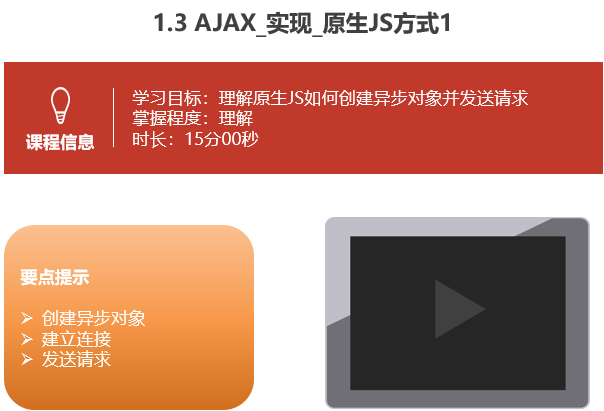 1.3 AJAX_实现_原生JS方式1
学习目标：理解原生JS如何创建异步对象并发送请求
掌握程度：理解
时长：15分00秒
课程信息
要点提示
➢ 创建异步对象
➢ 建立连接
➢ 发送请求